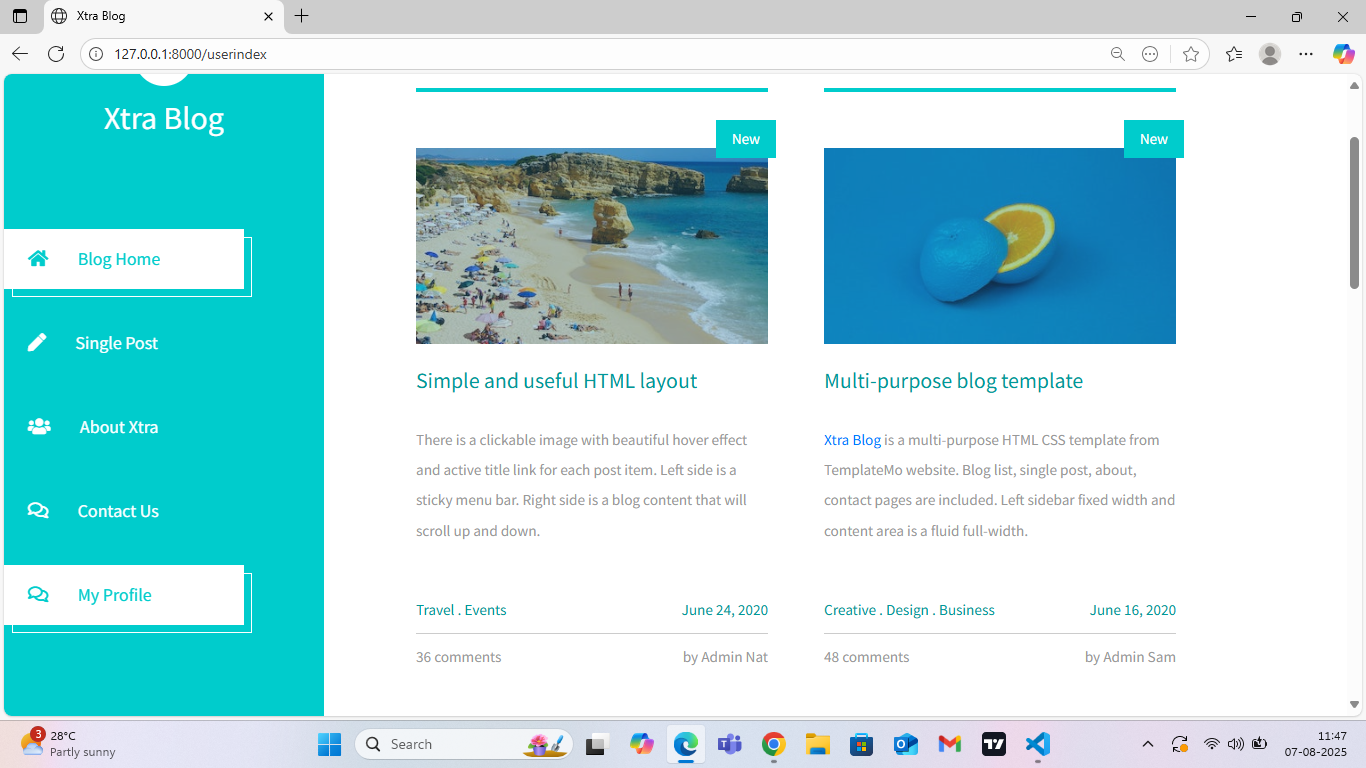 Xtra Blog
127.0.0.1:8000/userindex
Xtra Blog
Blog Home
Single Post
About Xtra
Contact Us
My Profile
New
Simple and useful HTML layout
There is a clickable image with beautiful hover effect
and active title link for each post item. Left side is a
sticky menu bar. Right side is a blog content that will
scroll up and down.
Travel . Events
June 24, 2020
36 comments
by Admin Nat
New
Multi-purpose blog template
Xtra Blog is a multi-purpose HTML CSS template from
TemplateMo website. Blog list, single post, about,
contact pages are included. Left sidebar fixed width and
content area is a fluid full-width.
Creative . Design . Business
June 16, 2020
48 comments
by Admin Sam
3
28°C
Partly sunny
Search
11:47
07-08-2025